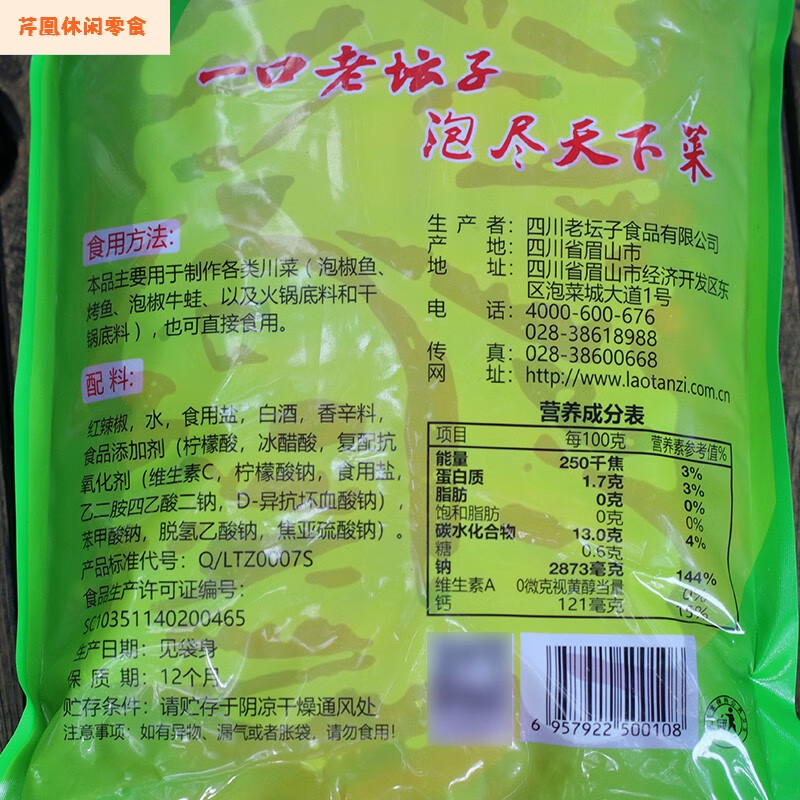 芹凰休闲零食
一口老坛子
泡尽天下菜
食用方法:
本品主要用于制作各类川菜（泡椒鱼、
烤鱼、泡椒牛蛙、以及火锅底料和干
锅底料），也可直接食用。
配料:
红辣椒，水，食用盐，白酒，香辛料，
食品添加剂（柠檬酸，冰醋酸，复配抗
氧化剂（维生素C，柠檬酸钠，食用盐，
乙二胺四乙酸二钠，D-异抗坏血酸钠），
苯甲酸钠，脱氢乙酸钠，焦亚硫酸钠）。
产品标准代号：Q/LTZ0007S
食品生产许可证编号：
SC10351140200465
生产日期：见袋身
保质期：12个月
贮存条件：请贮存于阴凉干燥通风处
注意事项：如有异物、漏气或者胀袋，请勿食用！
生产者：四川老坛子食品有限公司
产地：四川省眉山市
地址：四川省眉山市经济开发区东
区泡菜城大道1号
电话：4000-600-676
028-38618988
传真：028-38600668
网址：http://www.laotanzi.com.cn
营养成分表
项目 每100克 营养素参考值%
能量 250千焦 3%
蛋白质 1.7克 3%
脂肪 0克 0%
饱和脂肪 0克 0%
碳水化合物 13.0克 4%
糖 0.6克
钠 2873毫克 144%
维生素A 0微克视黄醇当量 0%
钙 121毫克 15%
6 957922 500108